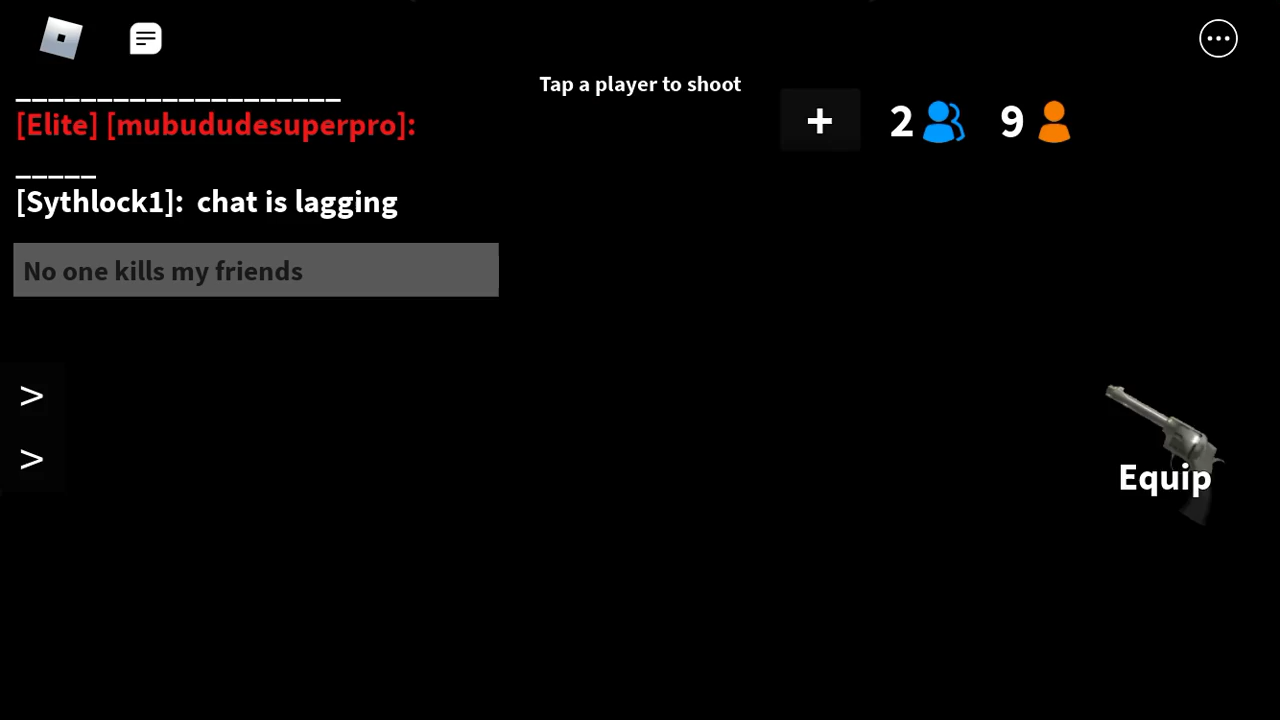 Tap a player to shoot
____________________
[Elite] [mubududesuperpro]:
_____
[Sythlock1]: chat is lagging
No one kills my friends
+ 2 9
>
>
Equip